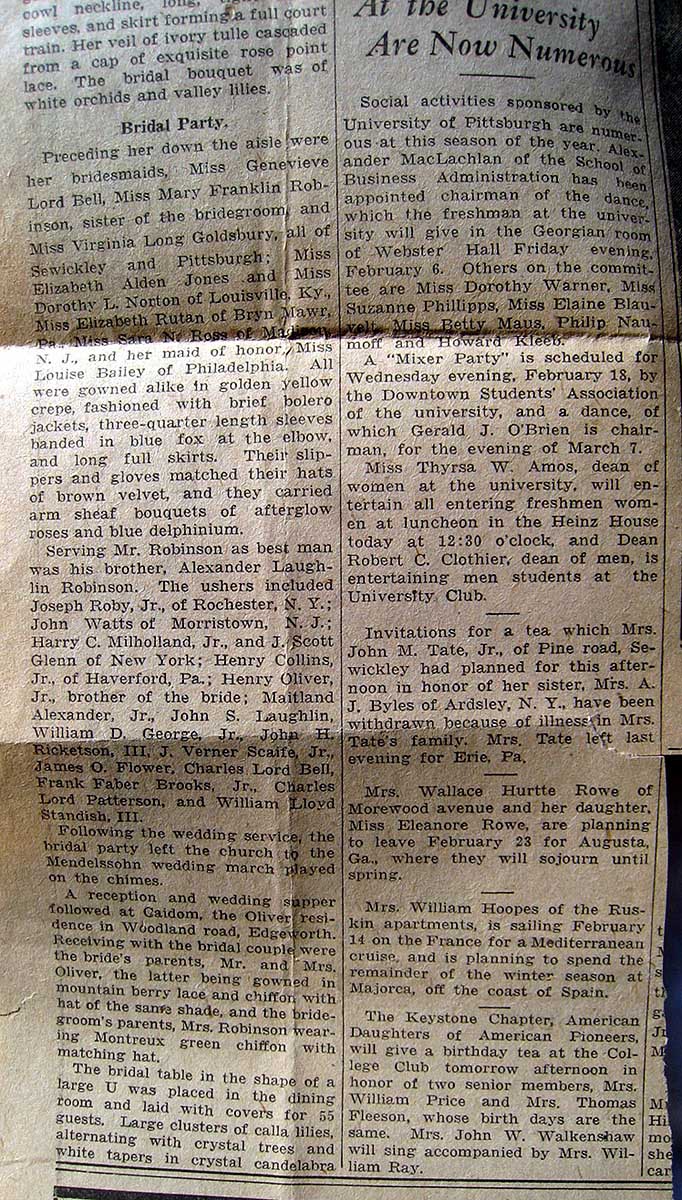 cowl neckline, long,
sleeves, and skirt forming a full court
train. Her veil of ivory tulle cascaded
from a cap of exquisite rose point
lace. The bridal bouquet was of
white orchids and valley lilies.
Bridal Party.
Preceding her down the aisle were
her bridesmaids, Miss Genevieve
Lord Bell, Miss Mary Franklin Rob-
inson, sister of the bridegroom, and
Miss Virginia Long Goldsbury, all of
Sewickley and Pittsburgh; Miss
Elizabeth Alden Jones and Miss
Dorothy L. Norton of Louisville, Ky.,
Miss Elizabeth Rutan of Bryn Mawr,
Pa., Miss Sara N. Ross of Madison,
N. J., and her maid of honor, Miss
Louise Bailey of Philadelphia. All
were gowned alike in golden yellow
crepe, fashioned with brief bolero
jackets, three-quarter length sleeves
banded in blue fox at the elbow,
and long full skirts. Their slip-
pers and gloves matched their hats
of brown velvet, and they carried
arm sheaf bouquets of afterglow
roses and blue delphinium.
Serving Mr. Robinson as best man
was his brother, Alexander Laugh-
lin Robinson. The ushers included
Joseph Roby, Jr., of Rochester, N. Y.;
John Watts of Morristown, N. J.;
Harry C. Milholland, Jr., and J. Scott
Glenn of New York; Henry Collins,
Jr., of Haverford, Pa.; Henry Oliver,
Jr., brother of the bride; Maitland
Alexander, Jr., John S. Laughlin,
William D. George, Jr., John H.
Ricketson, III, J. Verner Scaife, Jr.,
James O. Flower, Charles Lord Bell,
Frank Faber Brooks, Jr., Charles
Lord Patterson, and William Lloyd
Standish, III.
Following the wedding service, the
bridal party left the church to the
Mendelssohn wedding march played
on the chimes.
A reception and wedding supper
followed at Gaidom, the Oliver resi-
dence in Woodland road, Edgeworth.
Receiving with the bridal couple were
the bride's parents, Mr. and Mrs.
Oliver, the latter being gowned in
mountain berry lace and chiffon with
hat of the same shade, and the bride-
groom's parents, Mrs. Robinson wear-
ing Montreux green chiffon with
matching hat.
The bridal table in the shape of a
large U was placed in the dining
room and laid with covers for 55
guests. Large clusters of calla lilies,
alternating with crystal trees and
white tapers in crystal candelabra
At the University
Are Now Numerous
Social activities sponsored by the
University of Pittsburgh are numer-
ous at this season of the year. Alex-
ander MacLachlan of the School of
Business Administration has been
appointed chairman of the dance,
which the freshman at the univer-
sity will give in the Georgian room
of Webster Hall Friday evening,
February 6. Others on the commit-
tee are Miss Dorothy Warner, Miss
Suzanne Phillipps, Miss Elaine Blau-
velt, Miss Betty Maus, Philip Nau-
moff and Howard Kleeb.
A "Mixer Party" is scheduled for
Wednesday evening, February 18, by
the Downtown Students' Association
of the university, and a dance, of
which Gerald J. O'Brien is chair-
man, for the evening of March 7.
Miss Thyrsa W. Amos, dean of
women at the university, will en-
tertain all entering freshmen wom-
en at luncheon in the Heinz House
today at 12:30 o'clock, and Dean
Robert C. Clothier, dean of men, is
entertaining men students at the
University Club.
Invitations for a tea which Mrs.
John M. Tate, Jr., of Pine road, Se-
wickley had planned for this after-
noon in honor of her sister, Mrs. A.
J. Byles of Ardsley, N. Y., have been
withdrawn because of illness in Mrs.
Tate's family. Mrs. Tate left last
evening for Erie, Pa.
Mrs. Wallace Hurtte Rowe of
Morewood avenue and her daughter,
Miss Eleanore Rowe, are planning
to leave February 23 for Augusta,
Ga., where they will sojourn until
spring.
Mrs. William Hoopes of the Rus-
kin apartments, is sailing February
14 on the France for a Mediterranean
cruise, and is planning to spend the
remainder of the winter season at
Majorca, off the coast of Spain.
The Keystone Chapter, American
Daughters of American Pioneers,
will give a birthday tea at the Col-
lege Club tomorrow afternoon in
honor of two senior members, Mrs.
William Price and Mrs. Thomas
Fleeson, whose birth days are the
same. Mrs. John W. Walkenshaw
will sing accompanied by Mrs. Wil-
liam Ray.